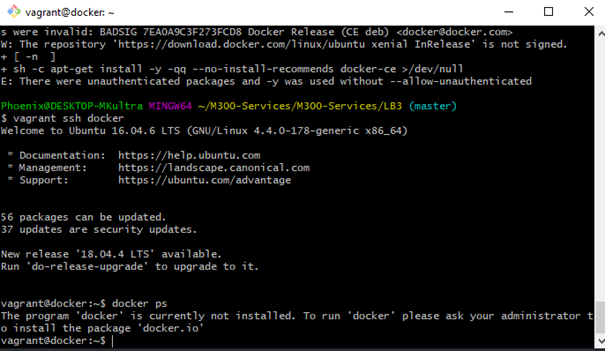 vagrant@docker: ~
s were invalid: BADSIG 7EA0A9C3F273FCD8 Docker Release (CE deb) <docker@docker.com>
W: The repository 'https://download.docker.com/linux/ubuntu xenial InRelease' is not signed.
+ [ -n  ]
+ sh -c apt-get install -y -qq --no-install-recommends docker-ce >/dev/null
E: There were unauthenticated packages and -y was used without --allow-unauthenticated
Phoenix@DESKTOP-MKultra MINGW64 ~/M300-Services/M300-Services/LB3 (master)
$ vagrant ssh docker
Welcome to Ubuntu 16.04.6 LTS (GNU/Linux 4.4.0-178-generic x86_64)
* Documentation:  https://help.ubuntu.com
* Management:     https://landscape.canonical.com
* Support:        https://ubuntu.com/advantage
56 packages can be updated.
37 updates are security updates.
New release '18.04.4 LTS' available.
Run 'do-release-upgrade' to upgrade to it.
vagrant@docker:~$ docker ps
The program 'docker' is currently not installed. To run 'docker' please ask your administrator t
o install the package 'docker.io'
vagrant@docker:~$